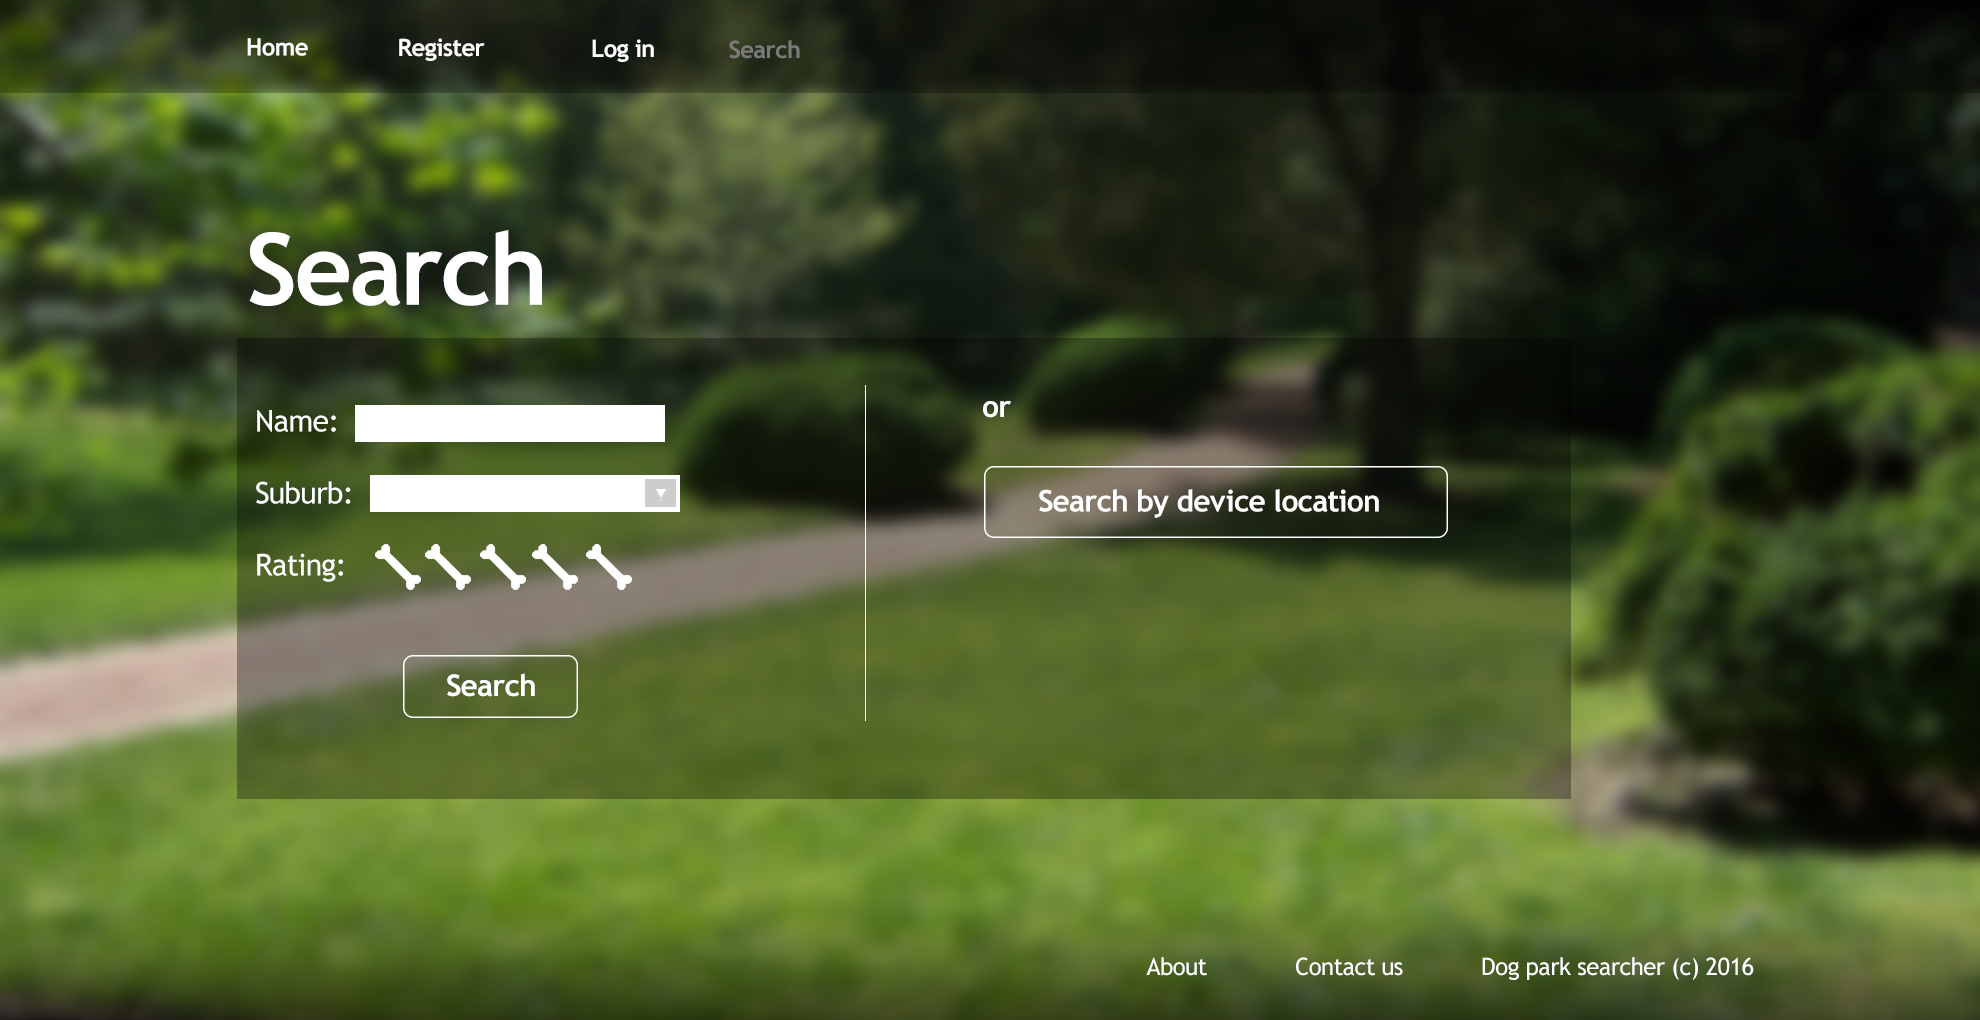 Home Register Log in Search
Search
Name:
Suburb:
Rating:
Search
or
Search by device location
About Contact us Dog park searcher (c) 2016